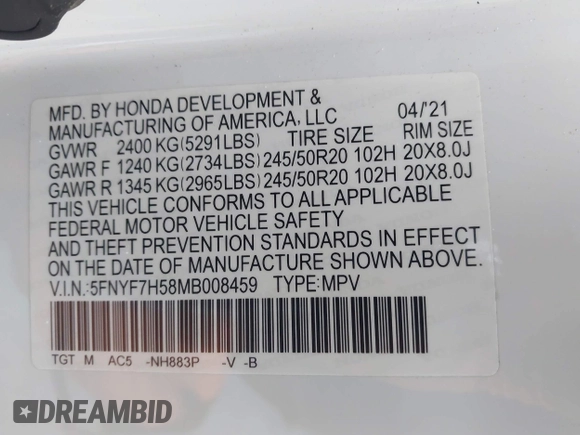 MFD. BY HONDA DEVELOPMENT &
MANUFACTURING OF AMERICA, LLC 04/'21
GVWR 2400 KG(5291LBS) TIRE SIZE RIM SIZE
GAWR F 1240 KG(2734LBS) 245/50R20 102H 20X8.0J
GAWR R 1345 KG(2965LBS) 245/50R20 102H 20X8.0J
THIS VEHICLE CONFORMS TO ALL APPLICABLE
FEDERAL MOTOR VEHICLE SAFETY
AND THEFT PREVENTION STANDARDS IN EFFECT
ON THE DATE OF MANUFACTURE SHOWN ABOVE.
V.I.N.:5FNYF7H58MB008459 TYPE:MPV
TGT M AC5 -NH883P -V -B
DREAMBID